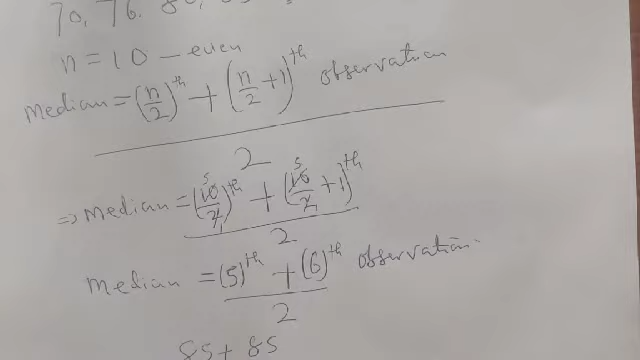 70, 76, 80,
n = 10 — even
Median = (n/2)th + (n/2 + 1)th observation
2
⇒ Median = (10/2)th + (10/2 + 1)th
2
Median = (5)th + (6)th observation
2
85 + 85